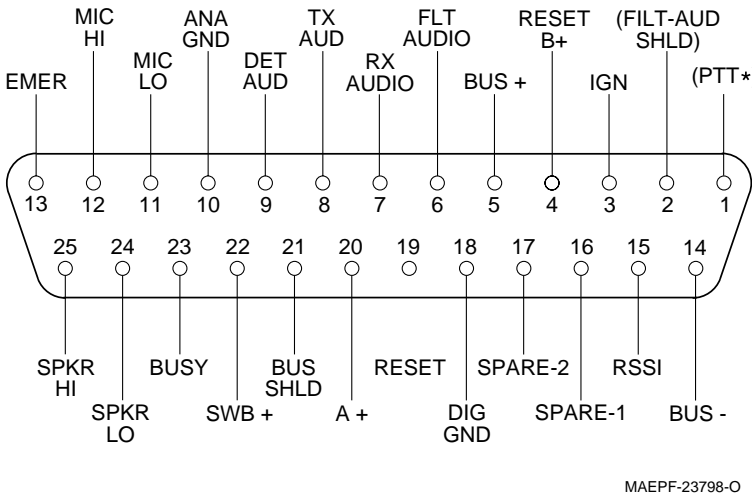 MIC HI
ANA GND
TX AUD
FLT AUDIO
RESET B+
(FILT-AUD SHLD)
EMER
MIC LO
DET AUD
RX AUDIO
BUS +
IGN
(PTT*
13 12 11 10 9 8 7 6 5 4 3 2 1
25 24 23 22 21 20 19 18 17 16 15 14
SPKR HI
BUSY
BUS SHLD
RESET
SPARE-2
RSSI
SPKR LO
SWB +
A +
DIG GND
SPARE-1
BUS -
MAEPF-23798-O